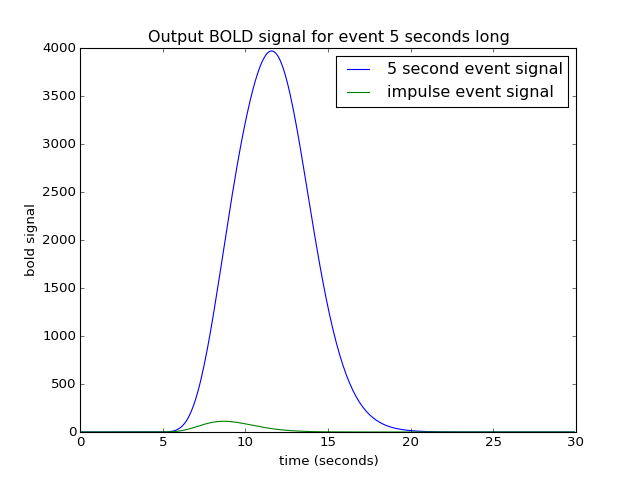 Output BOLD signal for event 5 seconds long
4000
3500
3000
2500
2000
1500
1000
500
0
bold signal
5 second event signal
impulse event signal
0 5 10 15 20 25 30
time (seconds)